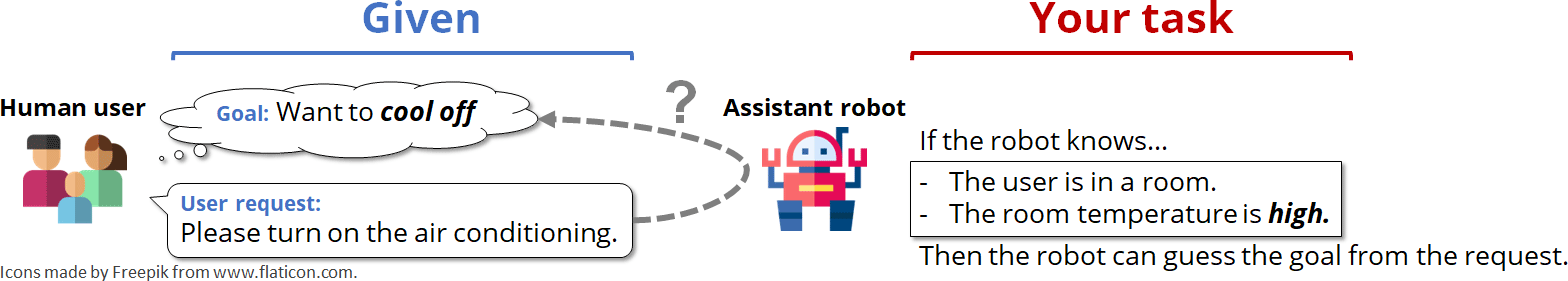 Given
Your task
Human user
Goal: Want to cool off
?
Assistant robot
If the robot knows...
- The user is in a room.
- The room temperature is high.
Then the robot can guess the goal from the request.
User request:
Please turn on the air conditioning.
Icons made by Freepik from www.flaticon.com.